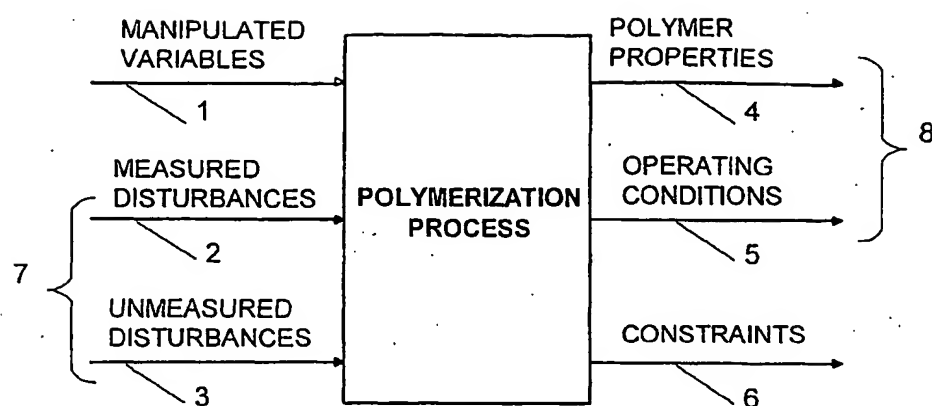 MANIPULATED
VARIABLES
1
MEASURED
DISTURBANCES
2
7
UNMEASURED
DISTURBANCES
3
POLYMERIZATION
PROCESS
POLYMER
PROPERTIES
4
8
OPERATING
CONDITIONS
5
CONSTRAINTS
6